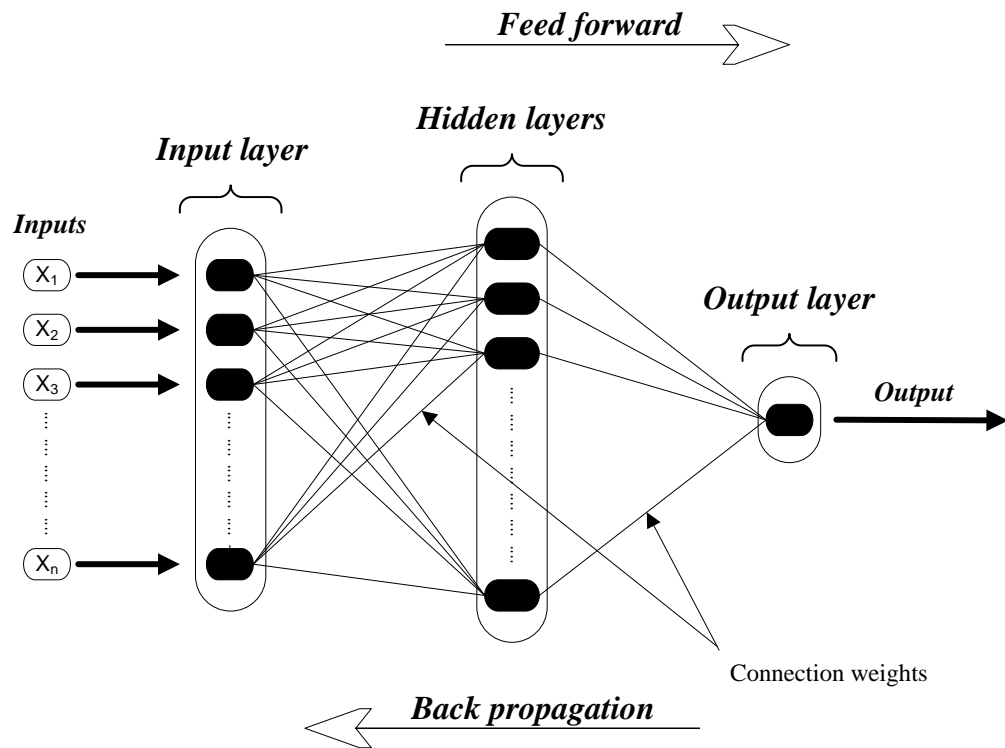 Feed forward
Hidden layers
Input layer
Inputs
X1
X2
X3
Xn
Output layer
Output
Connection weights
Back propagation